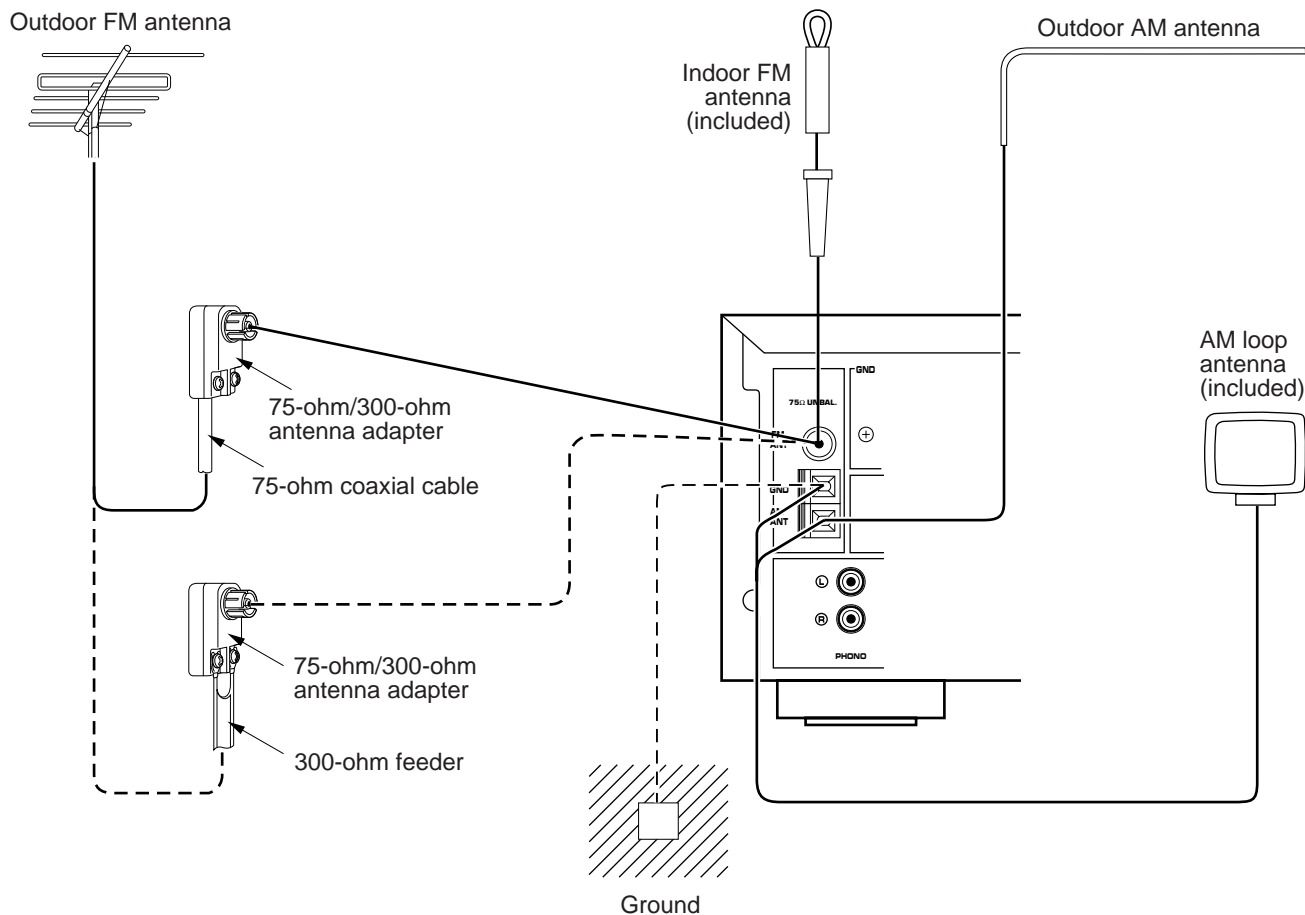 Outdoor FM antenna
Indoor FM
antenna
(included)
Outdoor AM antenna
AM loop
antenna
(included)
75-ohm/300-ohm
antenna adapter
75-ohm coaxial cable
75-ohm/300-ohm
antenna adapter
300-ohm feeder
GND
75Ω UNBAL.
FM
ANT
GND
AM
ANT
L
R
PHONO
Ground